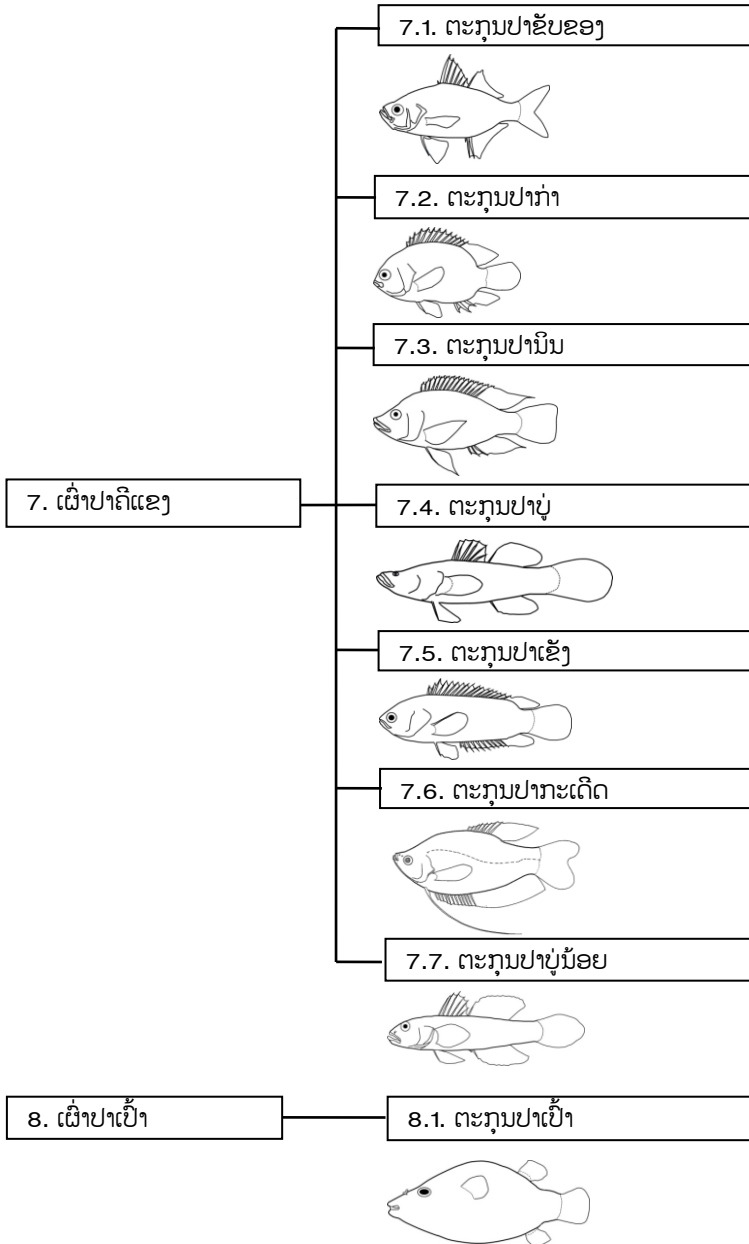 7.1. ຕະກຸນປາຂັບຂອງ
7.2. ຕະກຸນປາກ່າ
7.3. ຕະກຸນປານິນ
7. ເຜົ່າປາຄີແຂງ
7.4. ຕະກຸນປາບູ່
7.5. ຕະກຸນປາເຂັງ
7.6. ຕະກຸນປາກະເດີດ
7.7. ຕະກຸນປາບູ່ນ້ອຍ
8. ເຜົ່າປາເປົ້າ
8.1. ຕະກຸນປາເປົ້າ